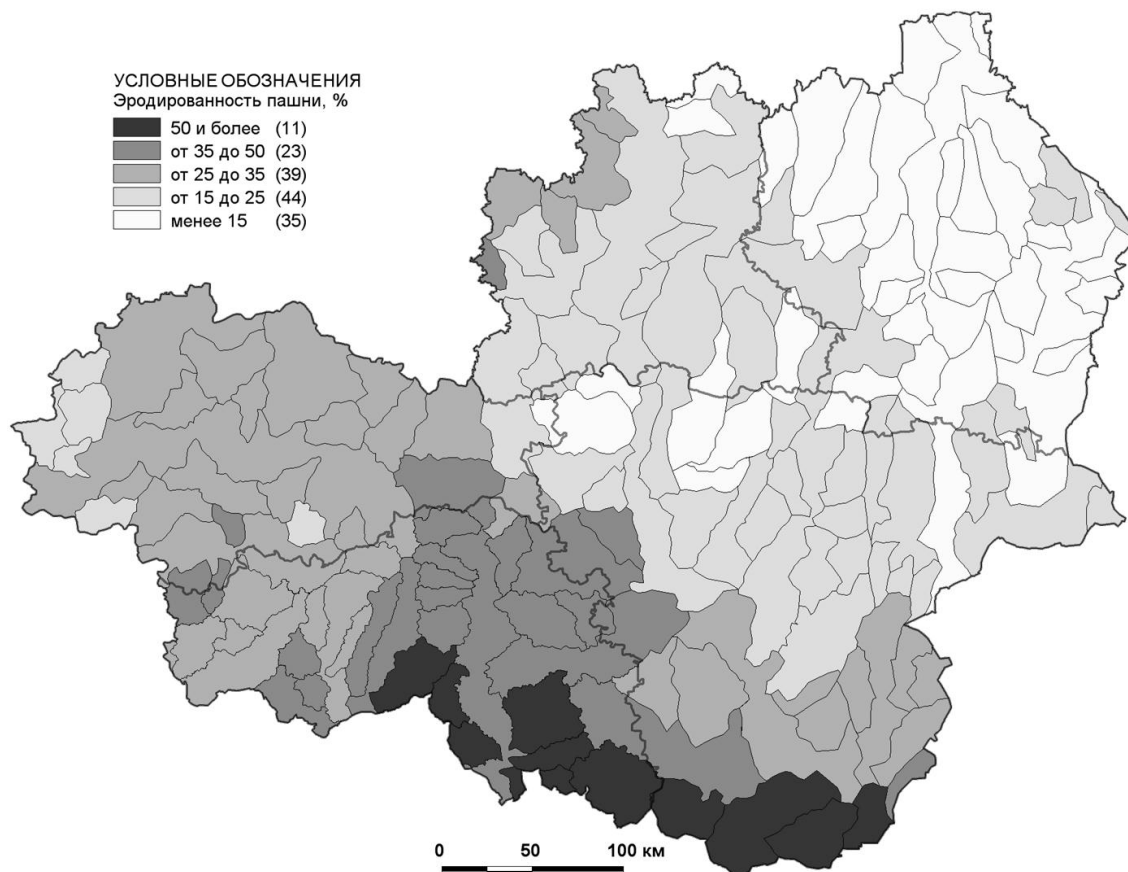 УСЛОВНЫЕ ОБОЗНАЧЕНИЯ
Эродированность пашни, %
50 и более (11)
от 35 до 50 (23)
от 25 до 35 (39)
от 15 до 25 (44)
менее 15 (35)
0 50 100 км